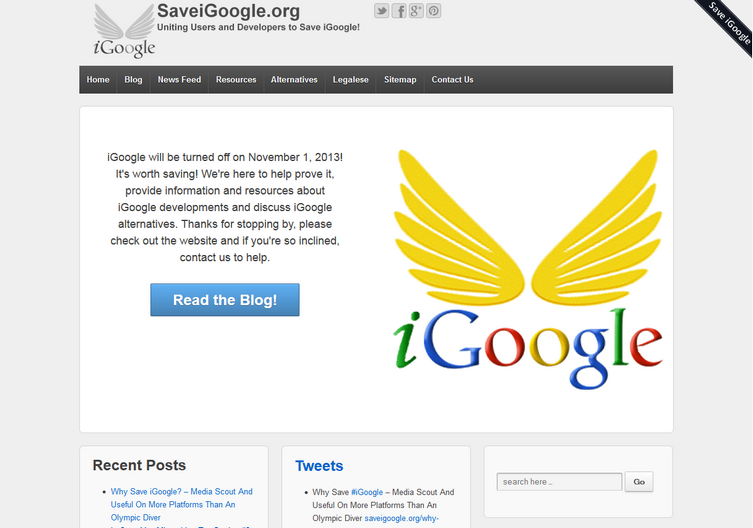 SaveiGoogle.org
Uniting Users and Developers to Save iGoogle!
iGoogle
Save iGoogle
Home Blog News Feed Resources Alternatives Legalese Sitemap Contact Us
iGoogle will be turned off on November 1, 2013!
It's worth saving! We're here to help prove it,
provide information and resources about
iGoogle developments and discuss iGoogle
alternatives. Thanks for stopping by, please
check out the website and if you're so inclined,
contact us to help.
Read the Blog!
iGoogle
Recent Posts
Why Save iGoogle? – Media Scout And
Useful On More Platforms Than An
Olympic Diver
Tweets
Why Save #iGoogle – Media Scout And
Useful On More Platforms Than An
Olympic Diver saveigoogle.org/why-
search here ..
Go